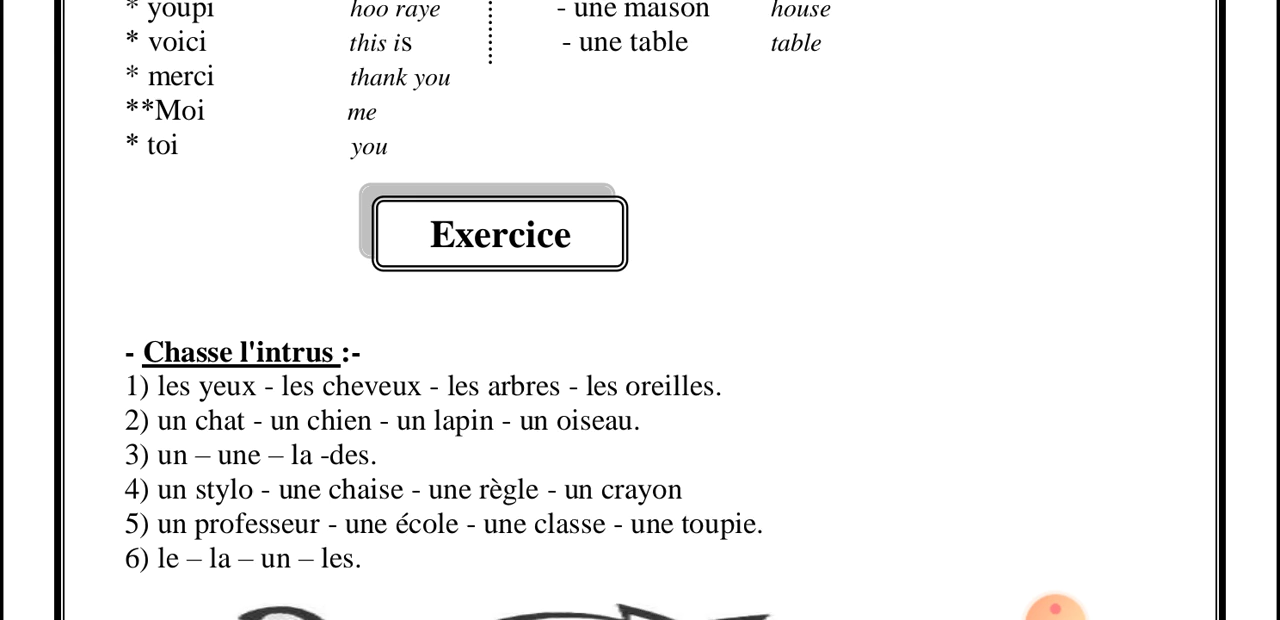 * youpi hoo raye - une maison house
* voici this is - une table table
* merci thank you
**Moi me
* toi you
Exercice
- Chasse l'intrus :-
1) les yeux - les cheveux - les arbres - les oreilles.
2) un chat - un chien - un lapin - un oiseau.
3) un – une – la -des.
4) un stylo - une chaise - une règle - un crayon
5) un professeur - une école - une classe - une toupie.
6) le – la – un – les.